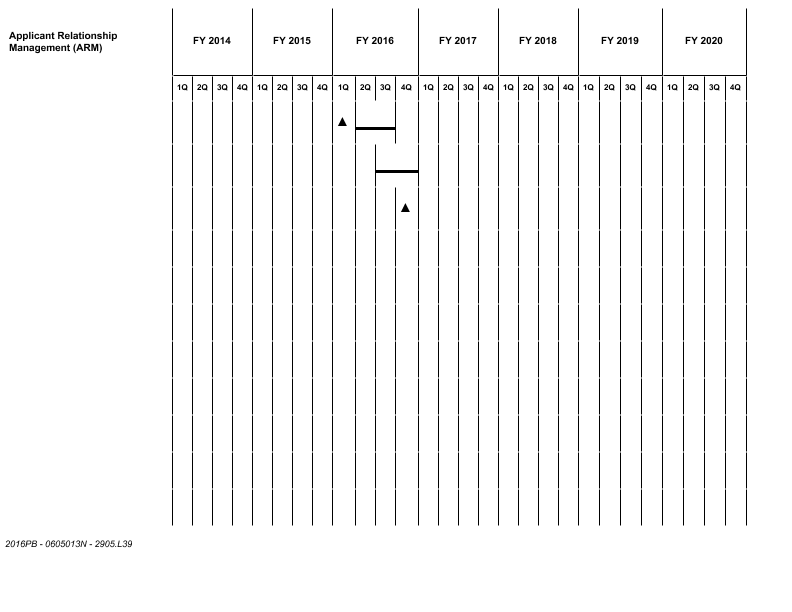 Applicant Relationship
Management (ARM)
FY 2014 FY 2015 FY 2016 FY 2017 FY 2018 FY 2019 FY 2020
1Q 2Q 3Q 4Q 1Q 2Q 3Q 4Q 1Q 2Q 3Q 4Q 1Q 2Q 3Q 4Q 1Q 2Q 3Q 4Q 1Q 2Q 3Q 4Q 1Q 2Q 3Q 4Q
2016PB - 0605013N - 2905.L39